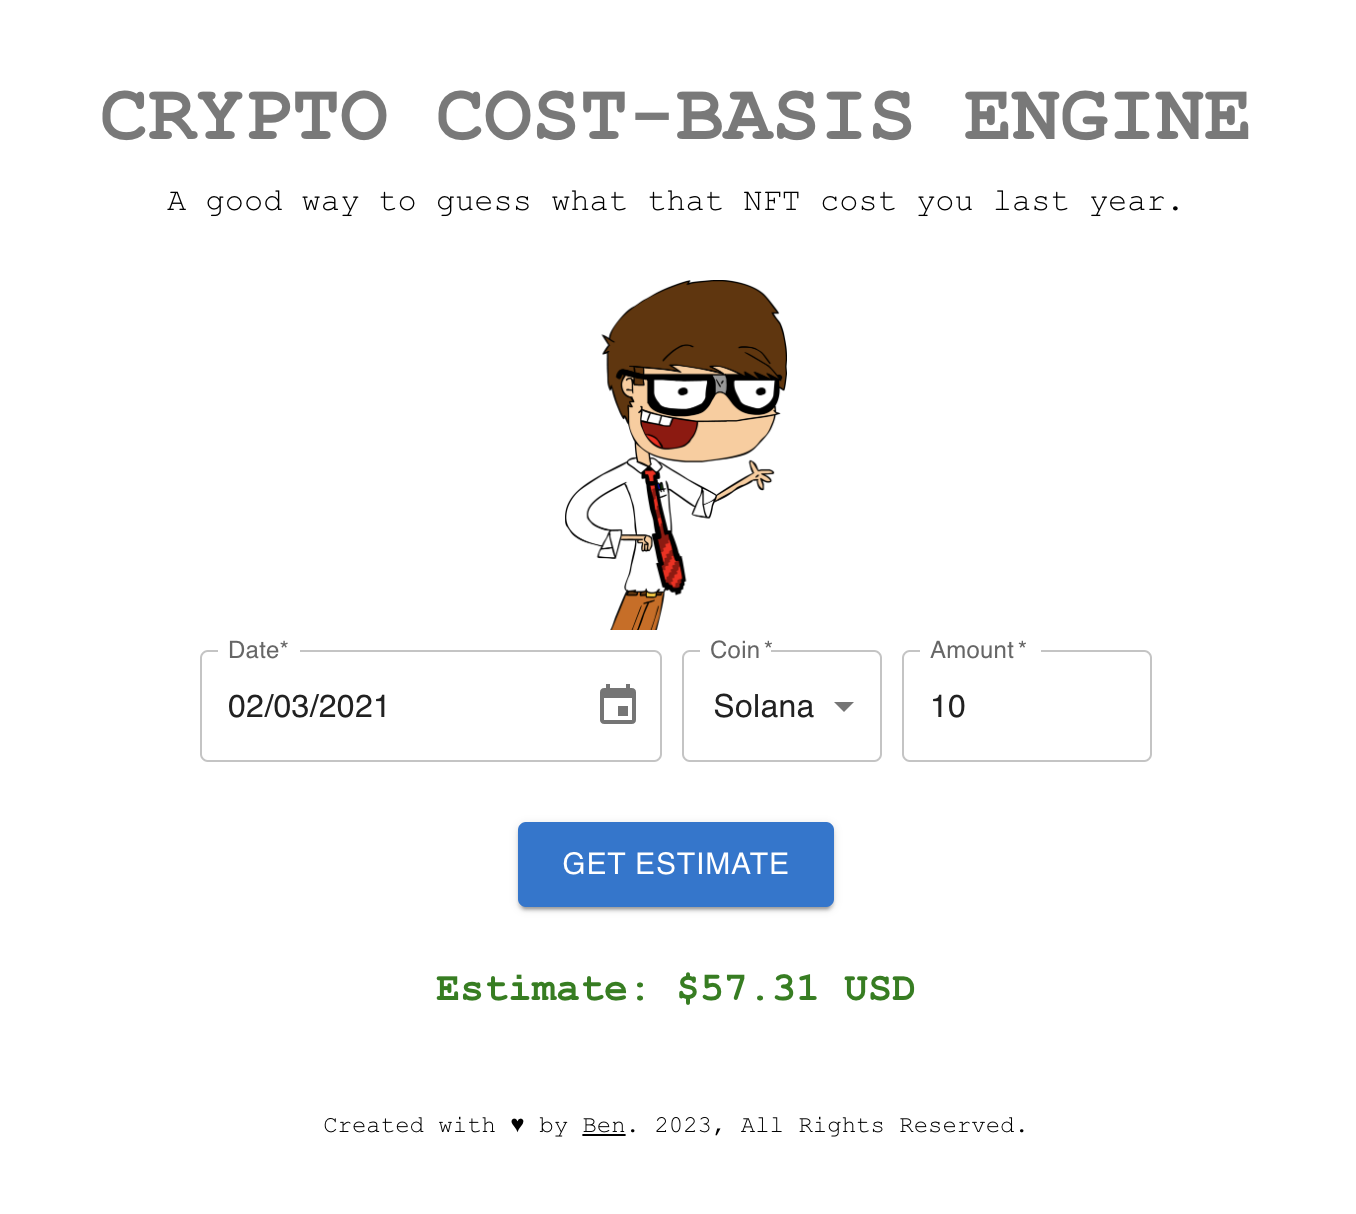 CRYPTO COST-BASIS ENGINE
A good way to guess what that NFT cost you last year.
Date*
Coin*
Amount*
02/03/2021
Solana
10
GET ESTIMATE
Estimate: $57.31 USD
Created with ♥ by Ben. 2023, All Rights Reserved.